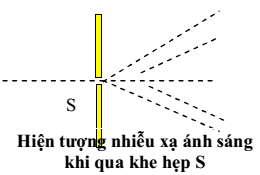 S
Hiện tượng nhiễu xạ ánh sáng
khi qua khe hẹp S